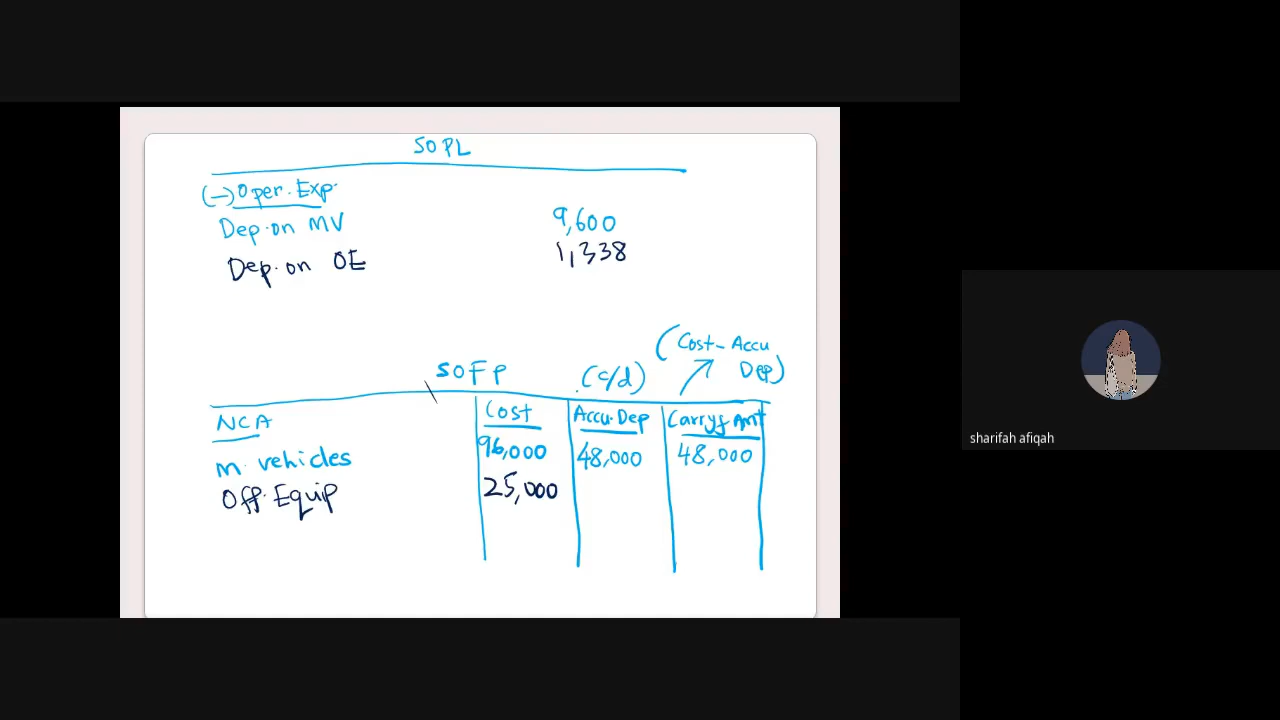 SOPL
(-) Oper. Exp.
Dep. on MV 9,600
Dep. on OE 1,338
(Cost - Accu
Dep)
SOFP (c/d)
NCA Cost Accu. Dep Carryg Amt
m. vehicles 96,000 48,000 48,000
Off. Equip 25,000
sharifah afiqah